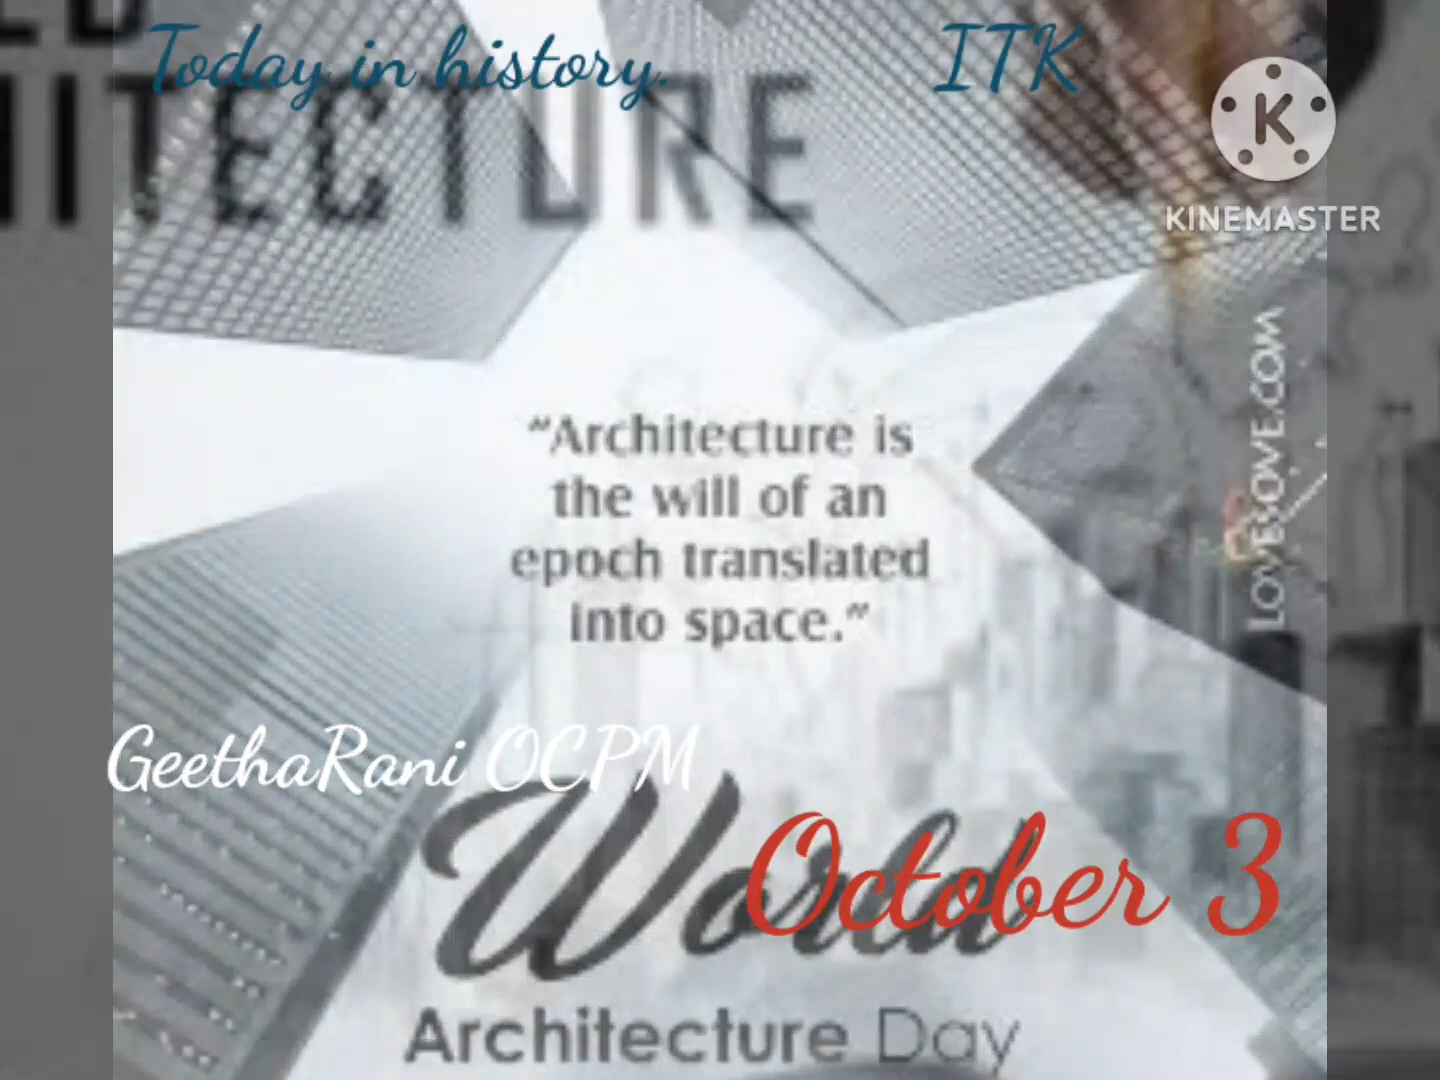 Today in history.
ITK
HITECTURE
K
KINEMASTER
LOVESOVE.COM
“Architecture is
the will of an
epoch translated
into space.”
GeethaRani OCPM
World
October 3
Architecture Day